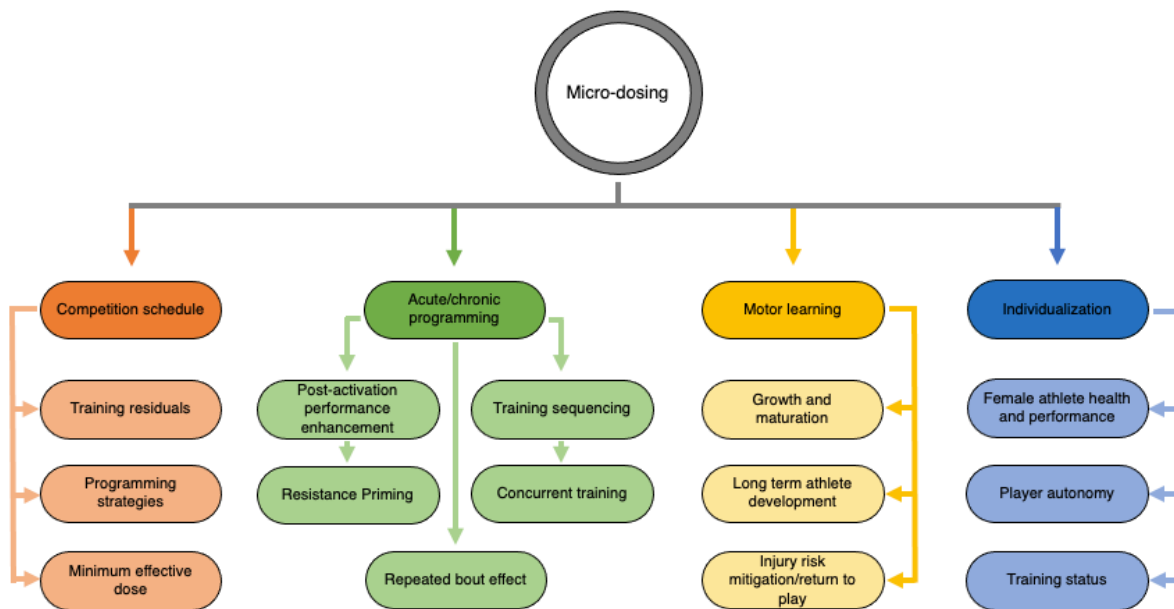 Micro-dosing
Competition schedule
Acute/chronic
programming
Motor learning
Individualization
Training residuals
Post-activation
performance
enhancement
Training sequencing
Growth and
maturation
Female athlete health
and performance
Programming
strategies
Resistance Priming
Concurrent training
Long term athlete
development
Player autonomy
Minimum effective
dose
Repeated bout effect
Injury risk
mitigation/return to
play
Training status